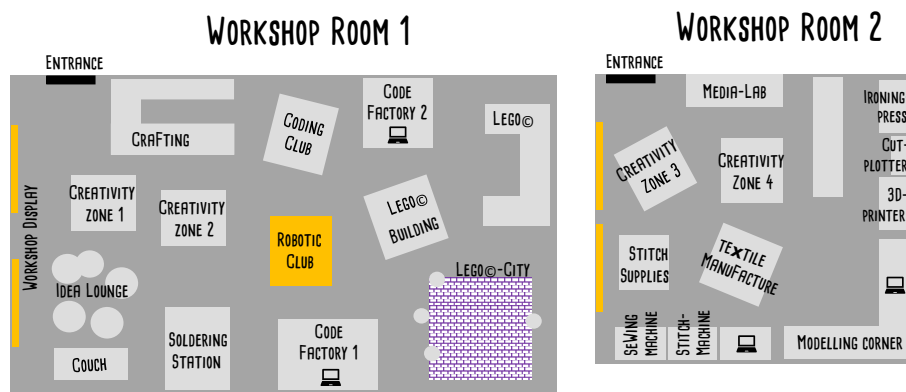 Workshop Room 1
Entrance
Crafting
Coding
Club
Code
Factory 2
Lego©
Creativity
zone 1
Creativity
zone 2
Lego©
Building
Workshop Display
Robotic
Club
Idea Lounge
Lego©-City
Soldering
Station
Code
Factory 1
Couch
Workshop Room 2
Entrance
Media-Lab
Ironing
press
Cut-
plotter
3D-
printer
Creativity
zone 3
Creativity
Zone 4
Stitch
Supplies
Textile
Manufacture
Sewing
Machine
Stitch-
Machine
Modelling corner